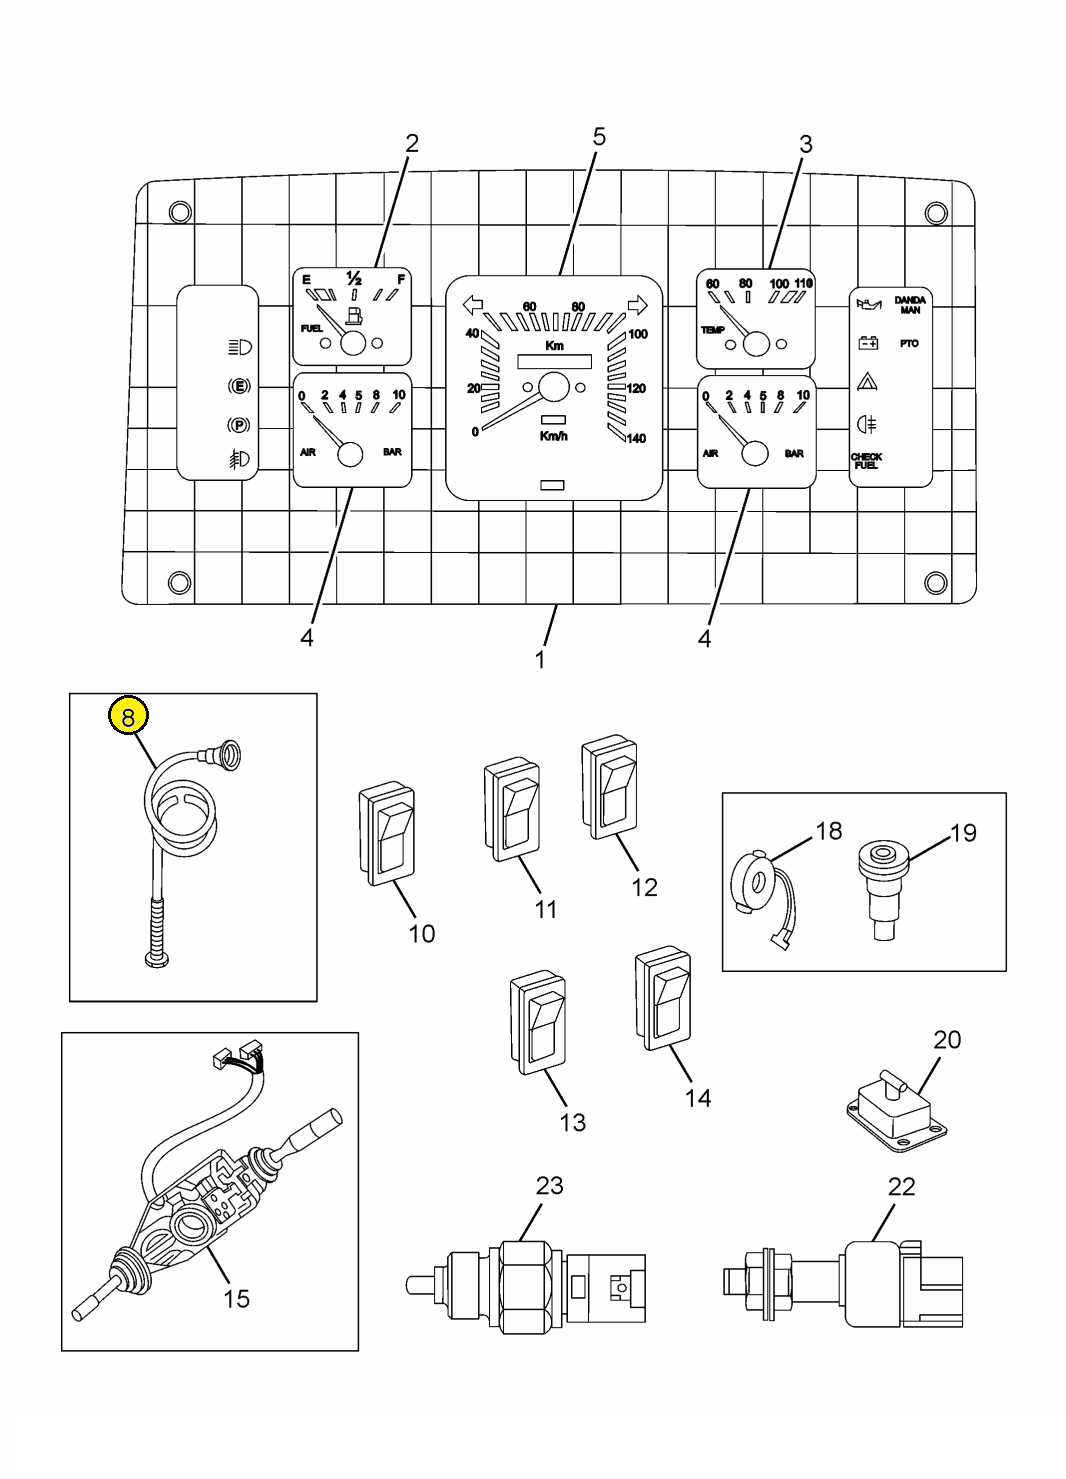 2
5
3
E ½ F
FUEL
60 80
40 100
Km
20 120
0 140
Km/h
60 80 100 110
TEMP
DANDA
MAN
PTO
CHECK
FUEL
E
P
0 2 4 5 8 10
AIR BAR
0 2 4 5 8 10
AIR BAR
4
1
4
8
10
11
12
18
19
13
14
20
15
23
22